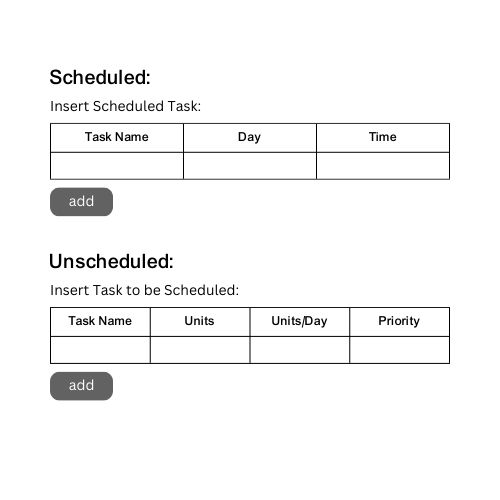 Scheduled:
Insert Scheduled Task:
Task Name Day Time
add
Unscheduled:
Insert Task to be Scheduled:
Task Name Units Units/Day Priority
add